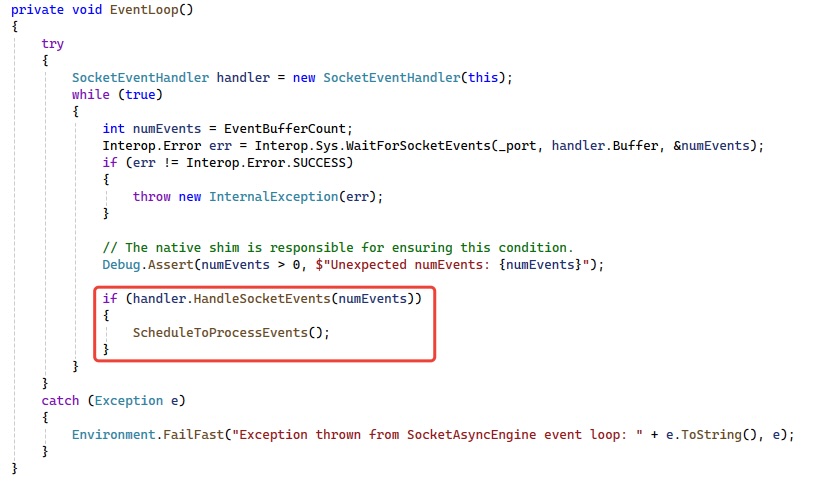 private void EventLoop()
{
try
{
SocketEventHandler handler = new SocketEventHandler(this);
while (true)
{
int numEvents = EventBufferCount;
Interop.Error err = Interop.Sys.WaitForSocketEvents(_port, handler.Buffer, &numEvents);
if (err != Interop.Error.SUCCESS)
{
throw new InternalException(err);
}
// The native shim is responsible for ensuring this condition.
Debug.Assert(numEvents > 0, $"Unexpected numEvents: {numEvents}");
if (handler.HandleSocketEvents(numEvents))
{
ScheduleToProcessEvents();
}
}
}
catch (Exception e)
{
Environment.FailFast("Exception thrown from SocketAsyncEngine event loop: " + e.ToString(), e);
}
}